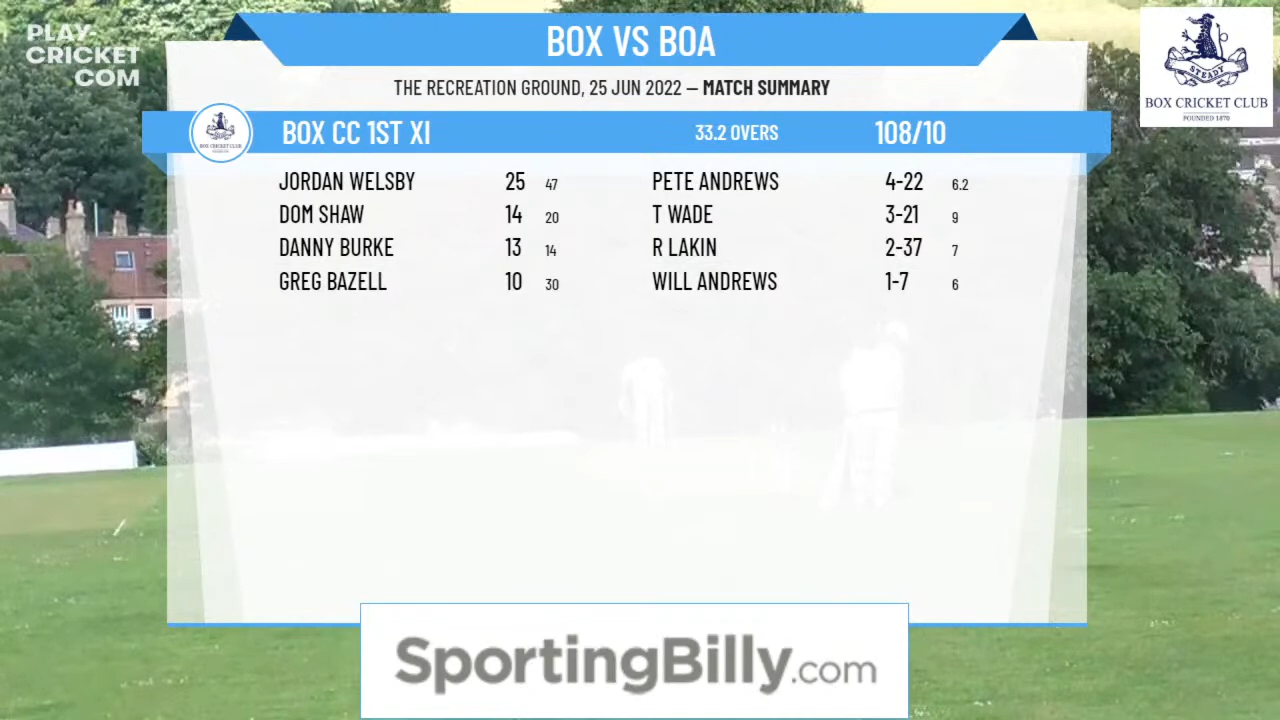 PLAY-
CRICKET
COM
BOX VS BOA
THE RECREATION GROUND, 25 JUN 2022 – MATCH SUMMARY
BOX CC 1ST XI 33.2 OVERS 108/10
JORDAN WELSBY 25 47 PETE ANDREWS 4-22 6.2
DOM SHAW 14 20 T WADE 3-21 9
DANNY BURKE 13 14 R LAKIN 2-37 7
GREG BAZELL 10 30 WILL ANDREWS 1-7 6
STEADY
BOX CRICKET CLUB
FOUNDED 1870
SportingBilly.com